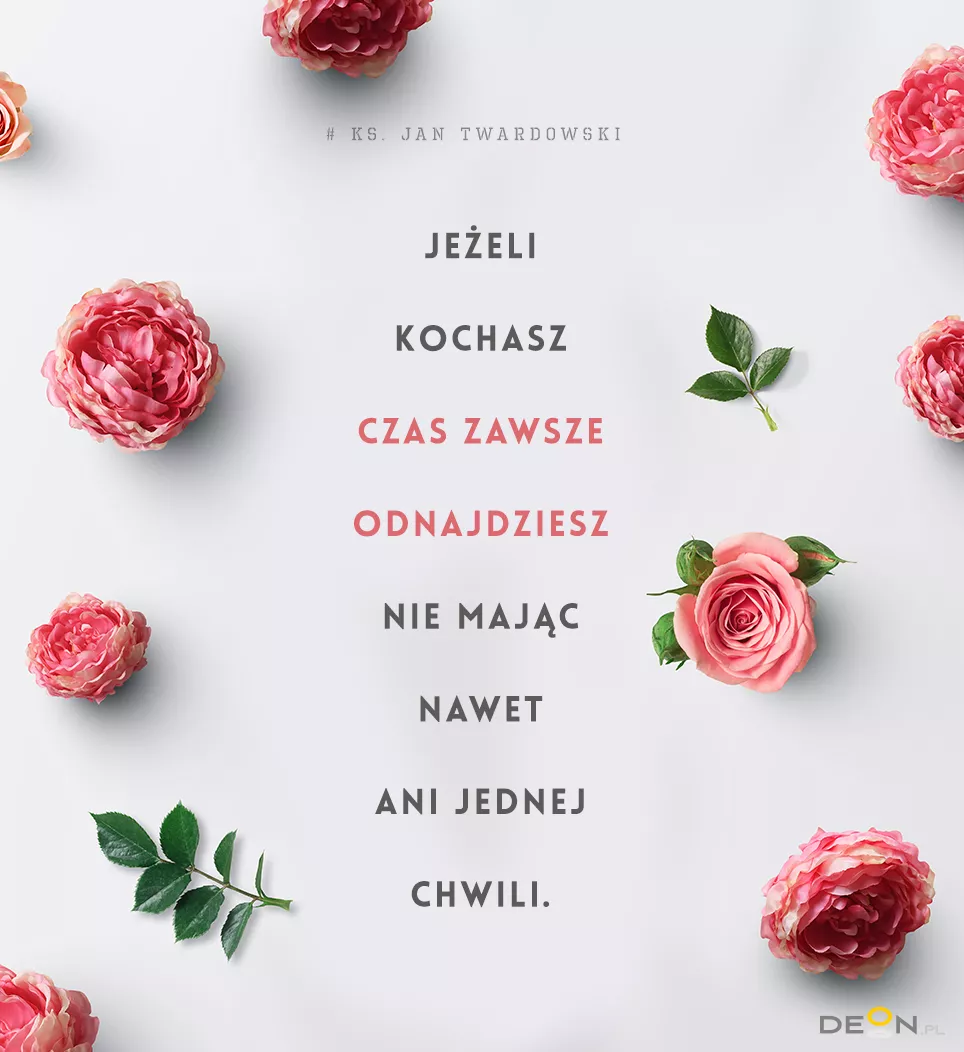 # KS. JAN TWARDOWSKI
JEŻELI
KOCHASZ
CZAS ZAWSZE
ODNAJDZIESZ
NIE MAJĄC
NAWET
ANI JEDNEJ
CHWILI.
DEON.PL